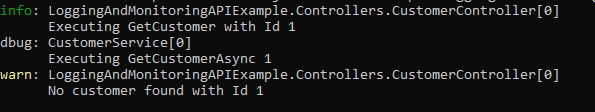 info: LoggingAndMonitoringAPIExample.Controllers.CustomerController[0]
Executing GetCustomer with Id 1
dbug: CustomerService[0]
Executing GetCustomerAsync 1
warn: LoggingAndMonitoringAPIExample.Controllers.CustomerController[0]
No customer found with Id 1